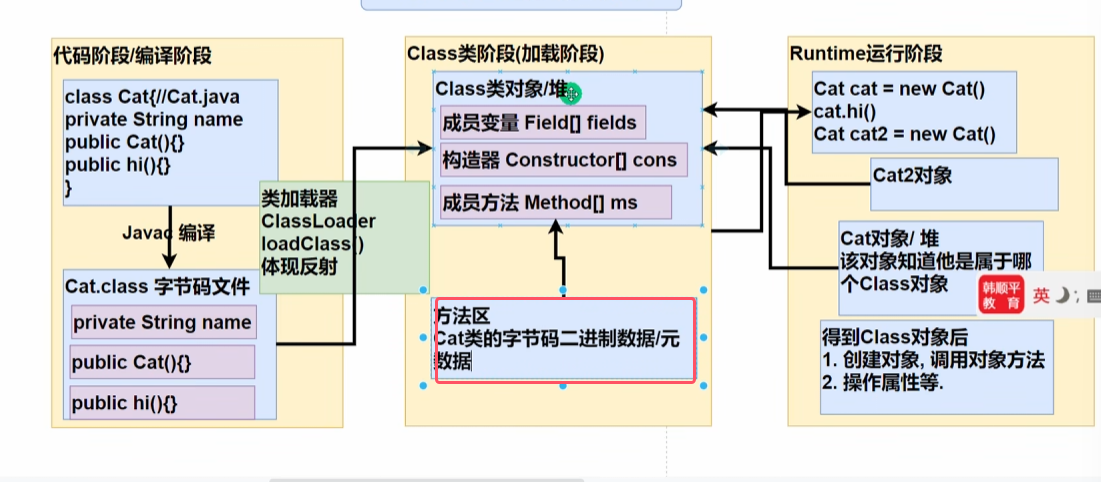 代码阶段/编译阶段
class Cat{//Cat.java
private String name
public Cat(){}
public hi(){}
}
Javac 编译
Cat.class 字节码文件
private String name
public Cat(){}
public hi(){}
类加载器
ClassLoader
loadClass()
体现反射
Class类阶段(加载阶段)
Class类对象/堆
成员变量 Field[] fields
构造器 Constructor[] cons
成员方法 Method[] ms
方法区
Cat类的字节码二进制数据/元
数据
Runtime运行阶段
Cat cat = new Cat()
cat.hi()
Cat cat2 = new Cat()
Cat2对象
Cat对象/ 堆
该对象知道他是属于哪
个Class对象
韩顺平
教 育
英
得到Class对象后
1. 创建对象, 调用对象方法
2. 操作属性等.